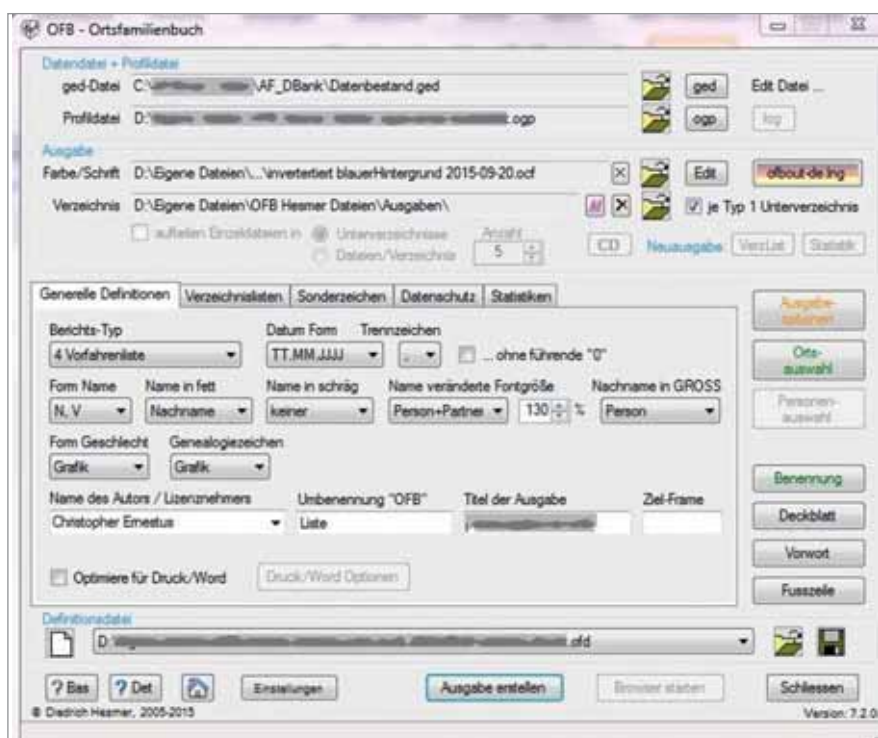 OFB - Ortsfamilienbuch
Datendatei + Profildatei
ged-Datei C:\ \AF_DBank\Datenbestand.ged ged Edit Datei ...
Profildatei D:\ .ogp ogp log
Ausgabe
Farbe/Schrift D:\Eigene Dateien\...\invertetiert blauerHintergrund 2015-09-20.ocf Edit ofbout-de.lng
Verzeichnis D:\Eigene Dateien\OFB Hesmer Dateien\Ausgaben\ je Typ 1 Unterverzeichnis
aufteilen Einzeldateien in Unterverzeichnisse Anzahl
Dateien/Verzeichnis 5 CD Neuausgabe VerzList Statistik
Generelle Definitionen Verzeichnislisten Sonderzeichen Datenschutz Statistiken
Ausgabe-optionen
Berichts-Typ Datum Form Trennzeichen
4 Vorfahrenliste TT.MM.JJJJ . ... ohne führende "0"
Orts-auswahl
Form Name Name in fett Name in schräg Name veränderte Fontgröße Nachname in GROSS
N, V Nachname keiner Person+Partner 130 % Person
Personen-auswahl
Form Geschlecht Genealogiezeichen
Grafik Grafik
Benennung
Name des Autors / Lizenznehmers Umbenennung "OFB" Titel der Ausgabe Ziel-Frame
Christopher Ernestus Liste
Deckblatt
Vorwort
Optimiere für Druck/Word Druck/Word Optionen
Fusszeile
Definitionsdatei
D .ofd
? Bas ? Det Einstellungen Ausgabe erstellen Browser starten Schliessen
© Diedrich Hesmer, 2005-2015 Version: 7.2.0